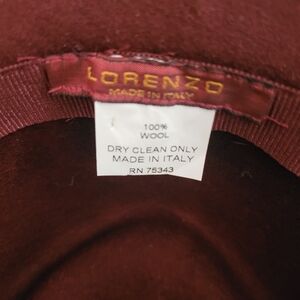 LORENZO
MADE IN ITALY
100%
WOOL
DRY CLEAN ONLY
MADE IN ITALY
RN 75343